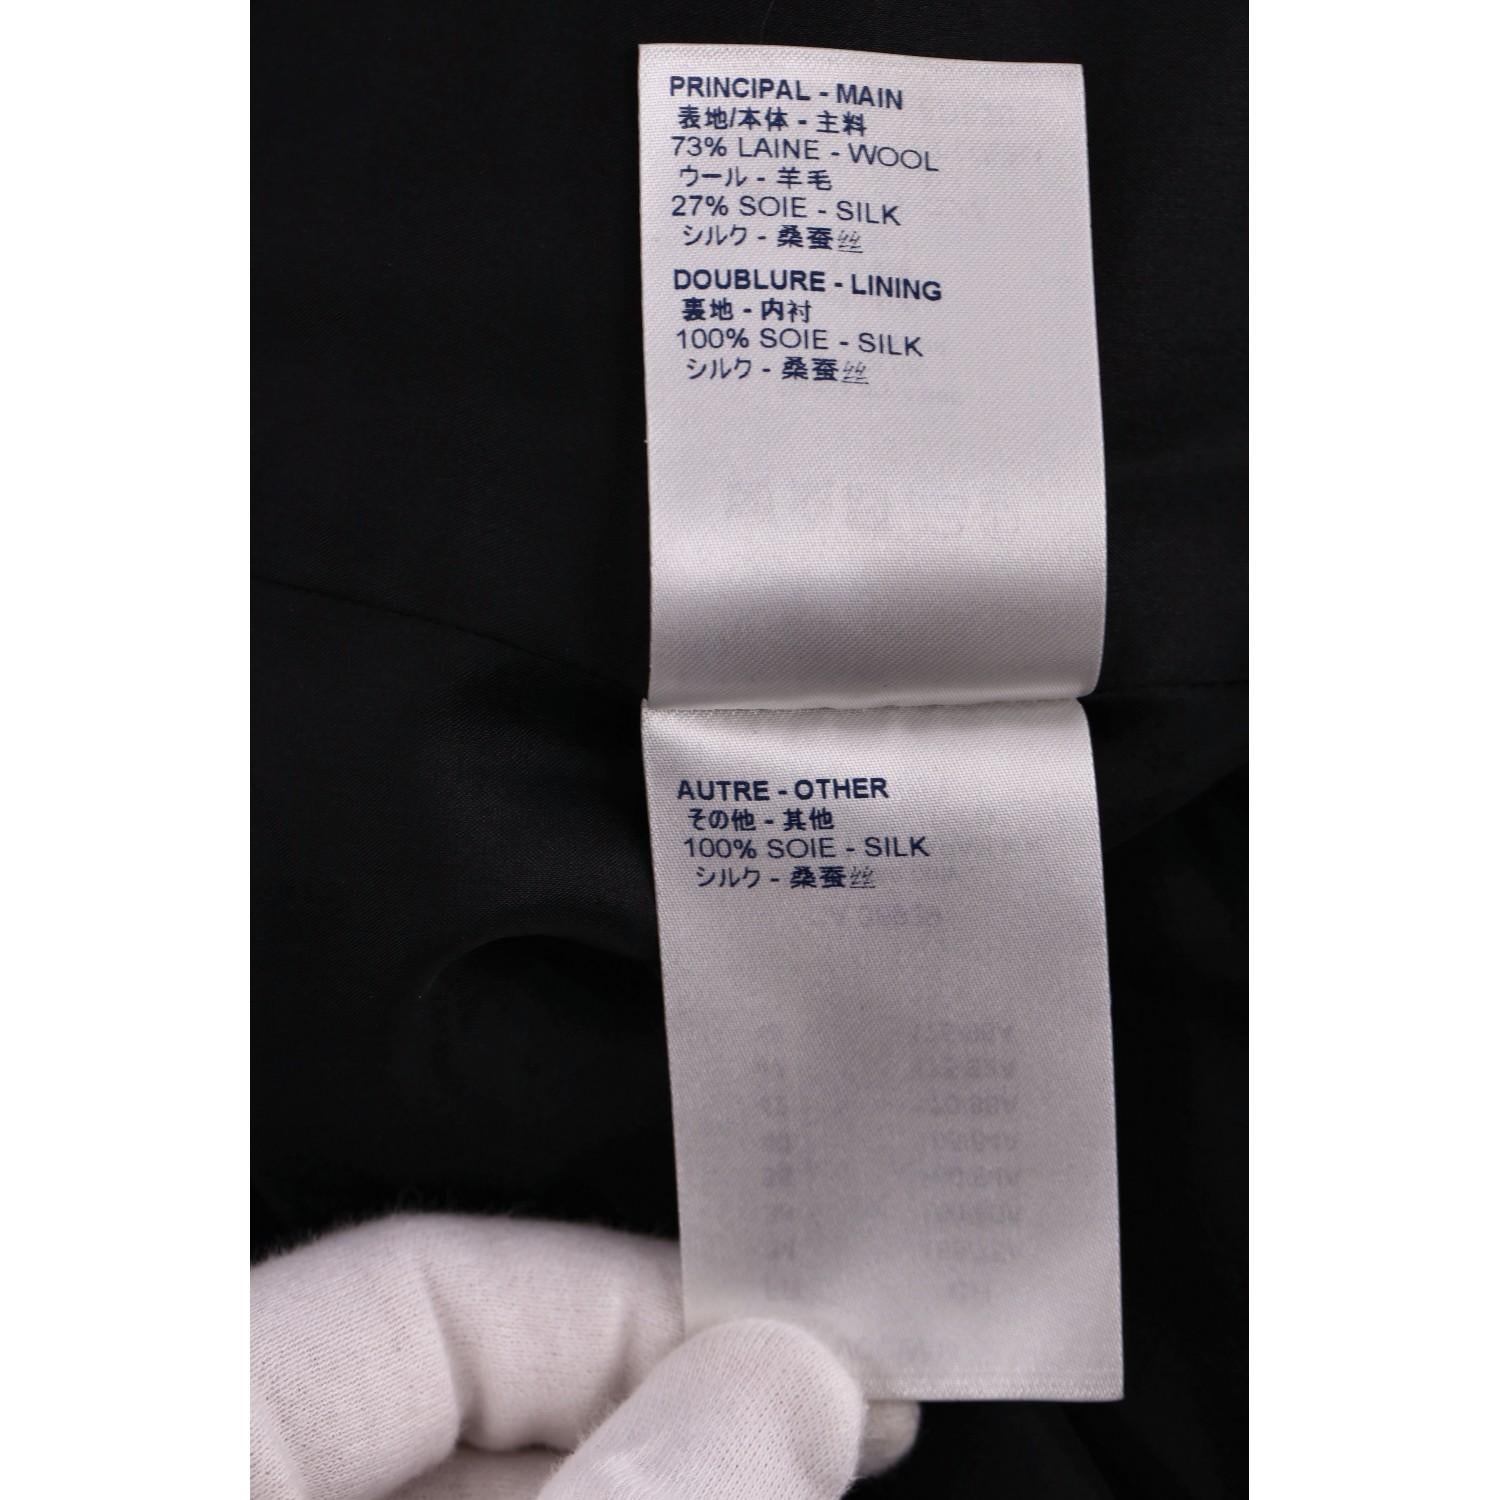 PRINCIPAL - MAIN
表地/本体 - 主料
73% LAINE - WOOL
ウール - 羊毛
27% SOIE - SILK
シルク - 桑蚕丝
DOUBLURE - LINING
裏地 - 内衬
100% SOIE - SILK
シルク - 桑蚕丝
AUTRE - OTHER
その他 - 其他
100% SOIE - SILK
シルク - 桑蚕丝